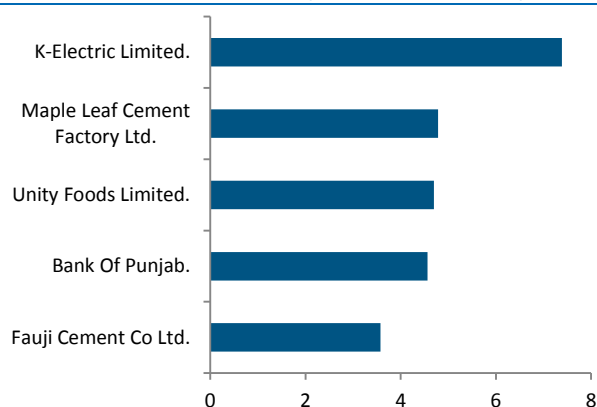 K-Electric Limited.
Maple Leaf Cement
Factory Ltd.
Unity Foods Limited.
Bank Of Punjab.
Fauji Cement Co Ltd.
0 2 4 6 8